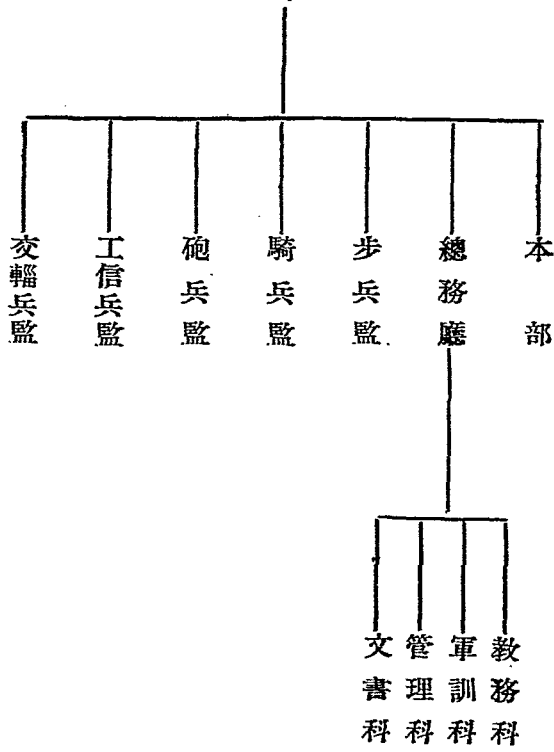 本部
總務廳
步兵監
騎兵監
砲兵監
工信兵監
交輜兵監
教務科
軍訓科
管理科
文書科